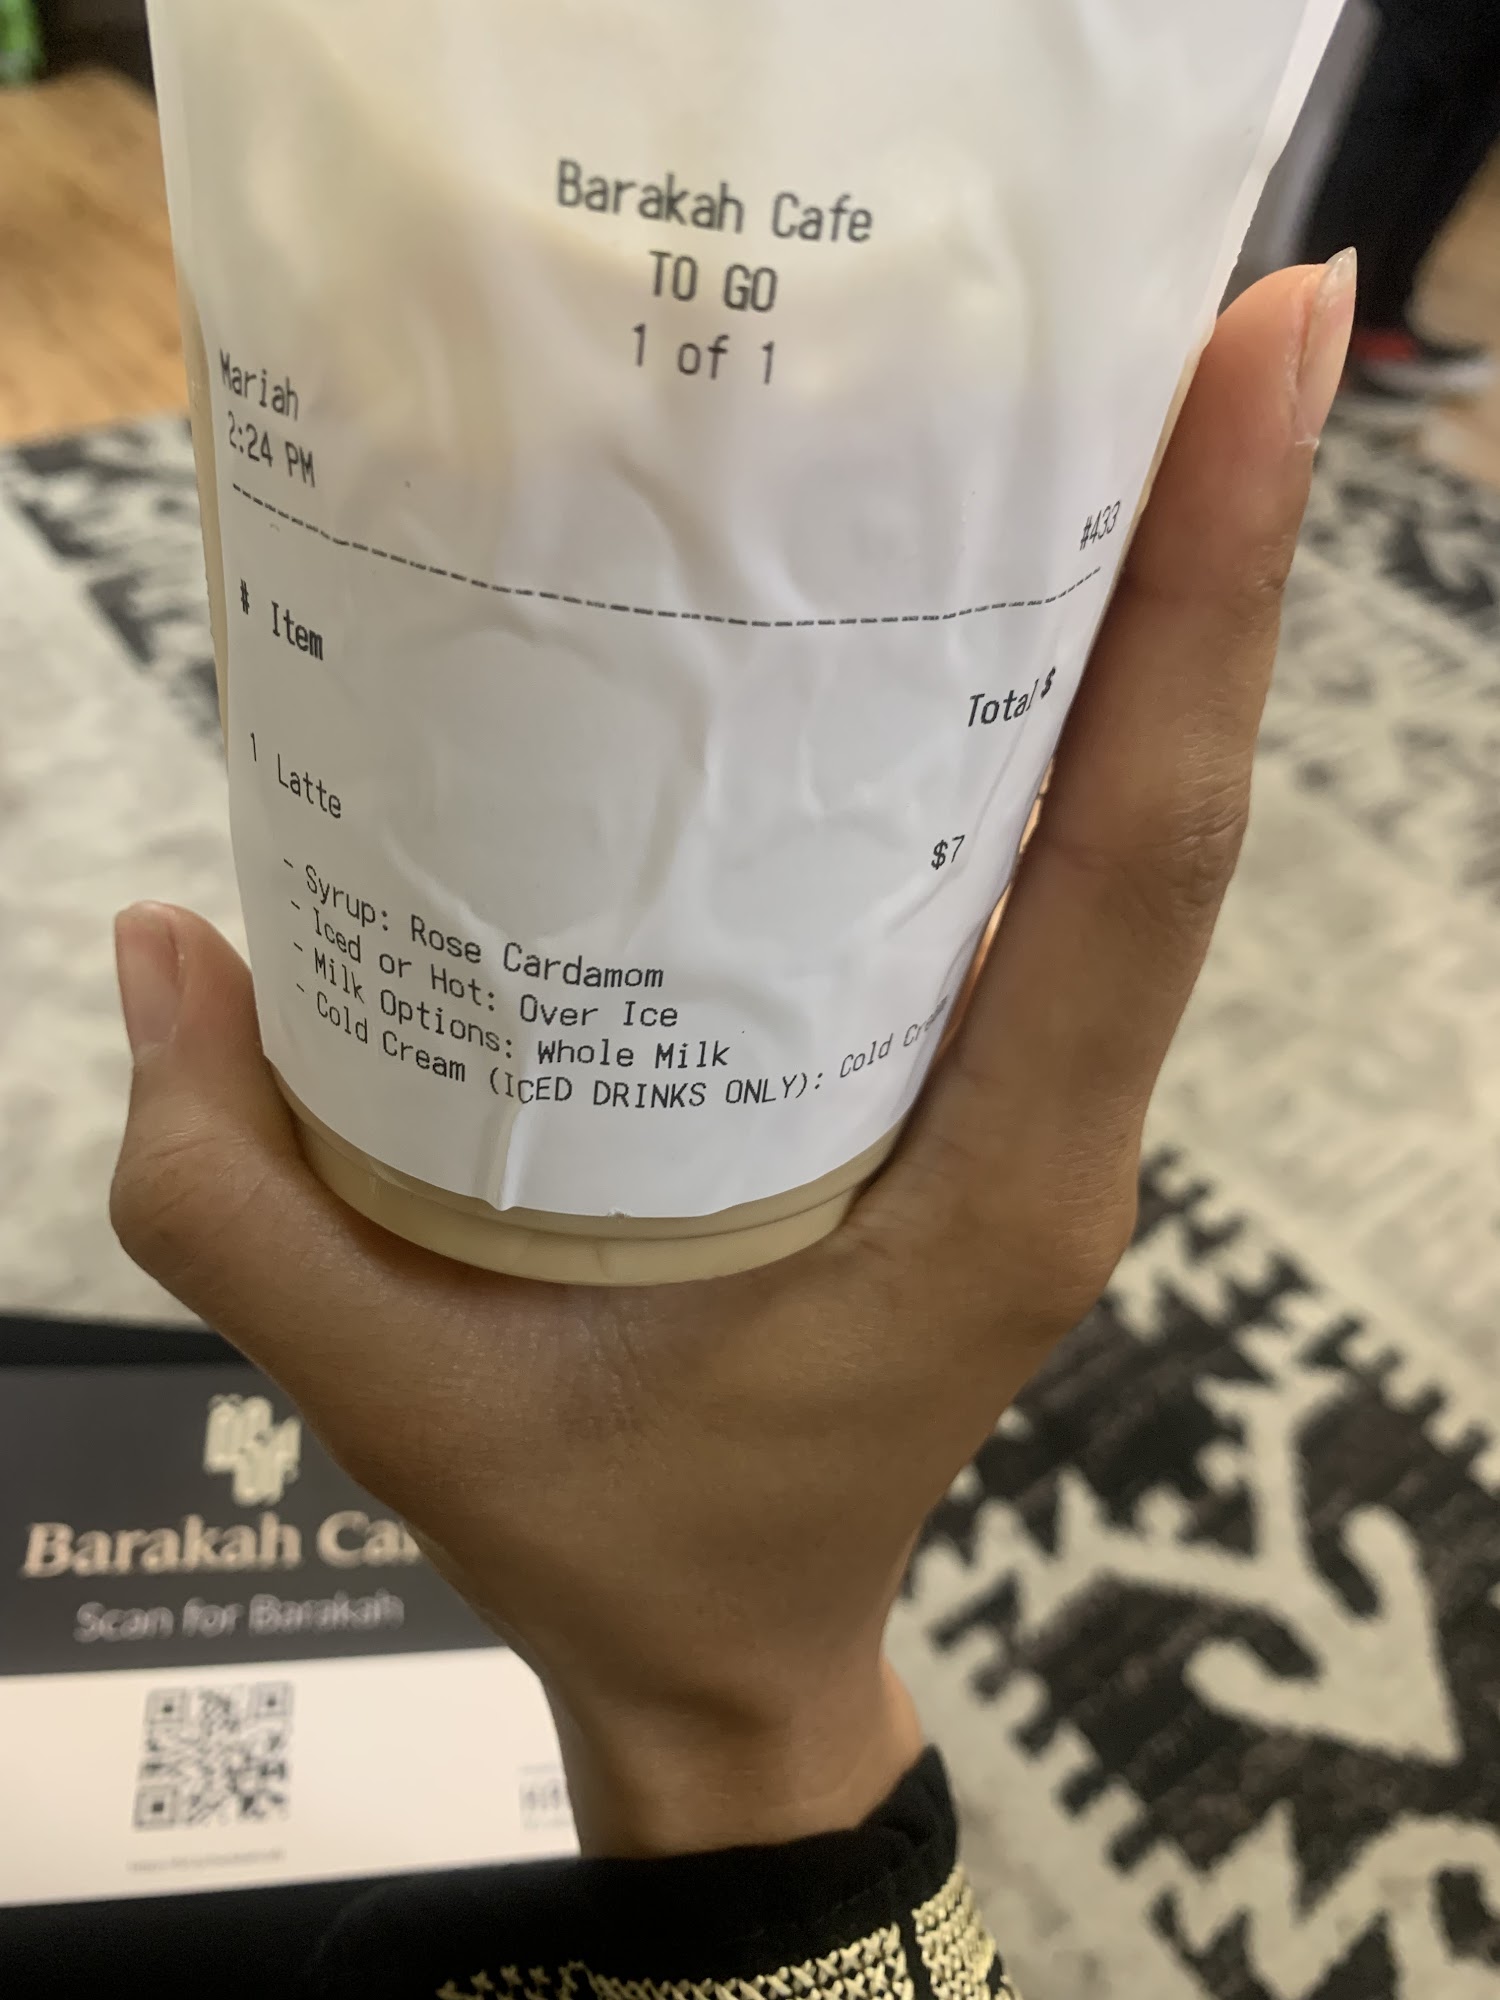 Barakah Cafe
TO GO
1 of 1
Mariah
2:24 PM
#433
# Item
Total $
1 Latte
$7
- Syrup: Rose Cardamom
- Iced or Hot: Over Ice
- Milk Options: Whole Milk
- Cold Cream (ICED DRINKS ONLY): Cold Cream
Barakah Caf
Scan for Barakah